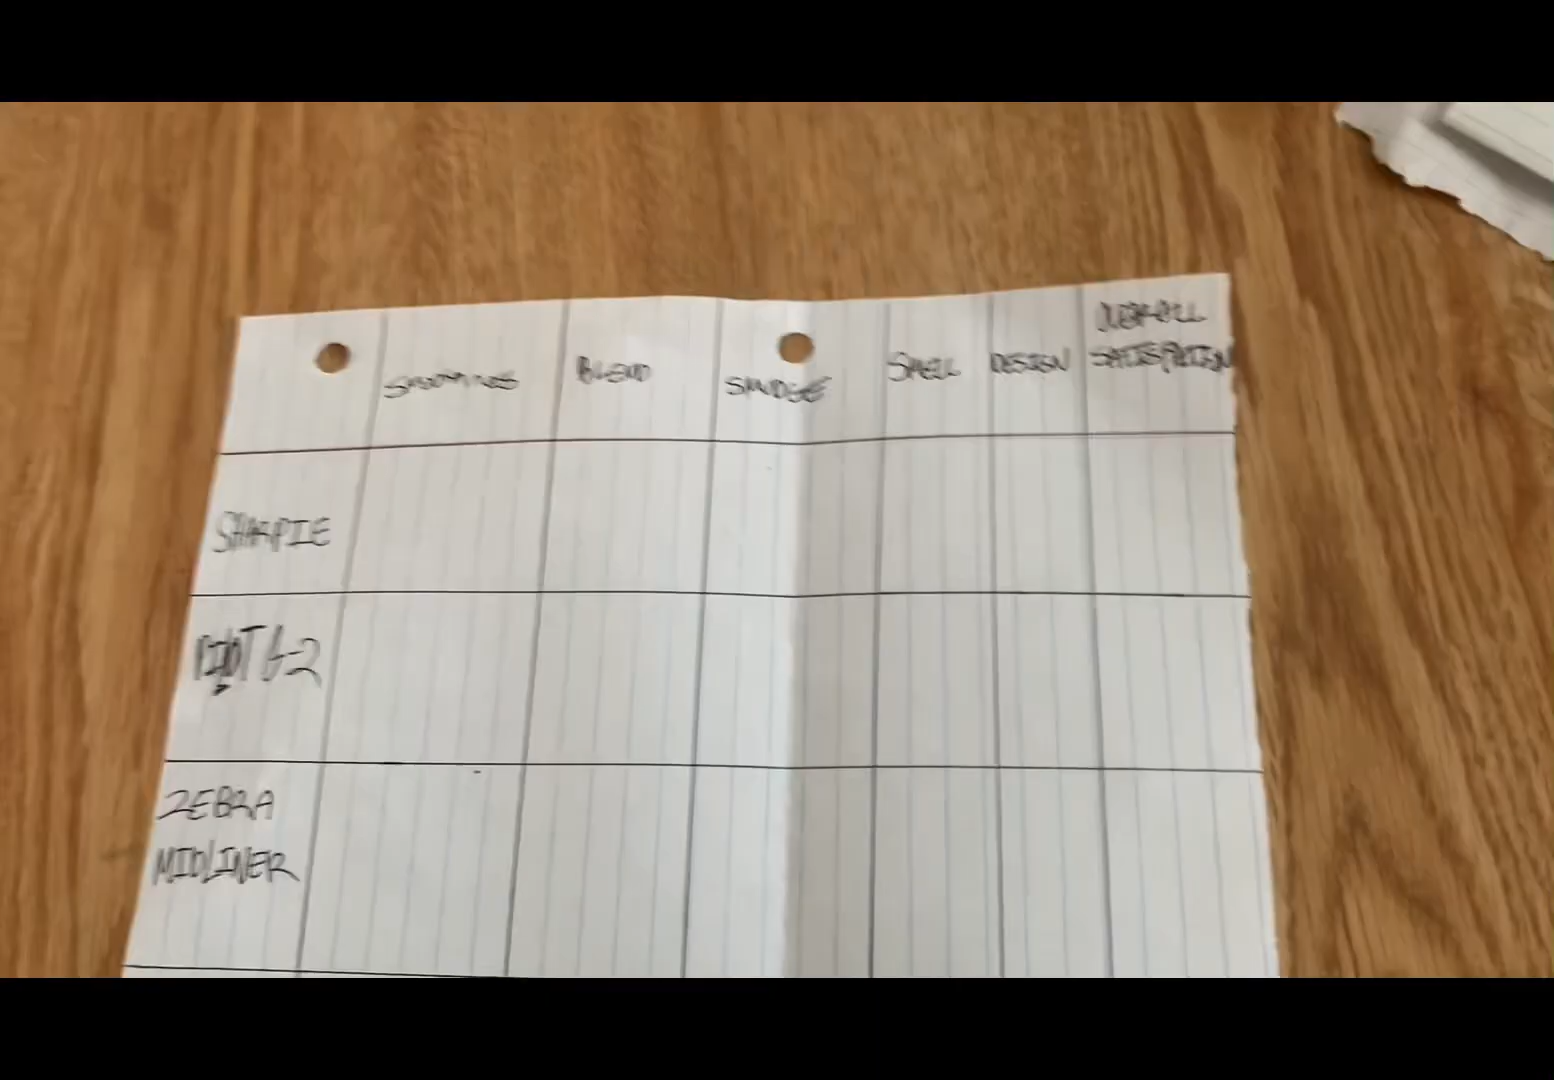 SMOOTHNESS
BLEND
SMUDGE
SMELL
DESIGN
OVERALL
SATISFACTION
SHARPIE
PILOT G-2
ZEBRA
MIDLINER